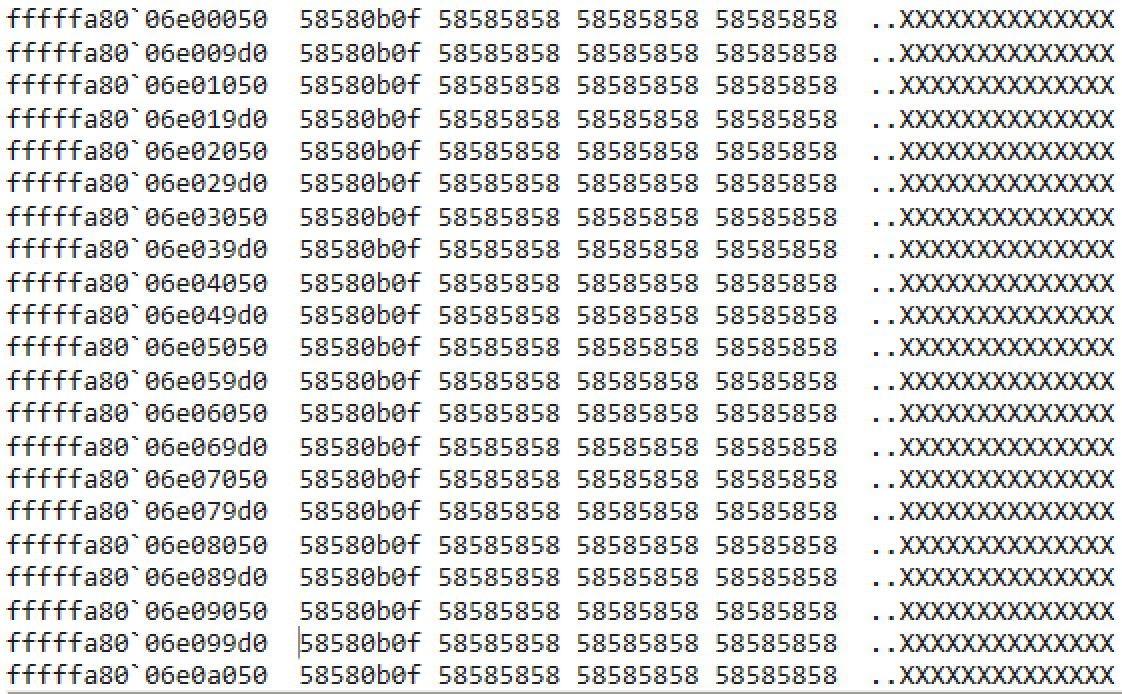 fffffa80`06e00050  58580b0f 58585858 58585858 58585858  ..XXXXXXXXXXXXXX
fffffa80`06e009d0  58580b0f 58585858 58585858 58585858  ..XXXXXXXXXXXXXX
fffffa80`06e01050  58580b0f 58585858 58585858 58585858  ..XXXXXXXXXXXXXX
fffffa80`06e019d0  58580b0f 58585858 58585858 58585858  ..XXXXXXXXXXXXXX
fffffa80`06e02050  58580b0f 58585858 58585858 58585858  ..XXXXXXXXXXXXXX
fffffa80`06e029d0  58580b0f 58585858 58585858 58585858  ..XXXXXXXXXXXXXX
fffffa80`06e03050  58580b0f 58585858 58585858 58585858  ..XXXXXXXXXXXXXX
fffffa80`06e039d0  58580b0f 58585858 58585858 58585858  ..XXXXXXXXXXXXXX
fffffa80`06e04050  58580b0f 58585858 58585858 58585858  ..XXXXXXXXXXXXXX
fffffa80`06e049d0  58580b0f 58585858 58585858 58585858  ..XXXXXXXXXXXXXX
fffffa80`06e05050  58580b0f 58585858 58585858 58585858  ..XXXXXXXXXXXXXX
fffffa80`06e059d0  58580b0f 58585858 58585858 58585858  ..XXXXXXXXXXXXXX
fffffa80`06e06050  58580b0f 58585858 58585858 58585858  ..XXXXXXXXXXXXXX
fffffa80`06e069d0  58580b0f 58585858 58585858 58585858  ..XXXXXXXXXXXXXX
fffffa80`06e07050  58580b0f 58585858 58585858 58585858  ..XXXXXXXXXXXXXX
fffffa80`06e079d0  58580b0f 58585858 58585858 58585858  ..XXXXXXXXXXXXXX
fffffa80`06e08050  58580b0f 58585858 58585858 58585858  ..XXXXXXXXXXXXXX
fffffa80`06e089d0  58580b0f 58585858 58585858 58585858  ..XXXXXXXXXXXXXX
fffffa80`06e09050  58580b0f 58585858 58585858 58585858  ..XXXXXXXXXXXXXX
fffffa80`06e099d0  58580b0f 58585858 58585858 58585858  ..XXXXXXXXXXXXXX
fffffa80`06e0a050  58580b0f 58585858 58585858 58585858  ..XXXXXXXXXXXXXX